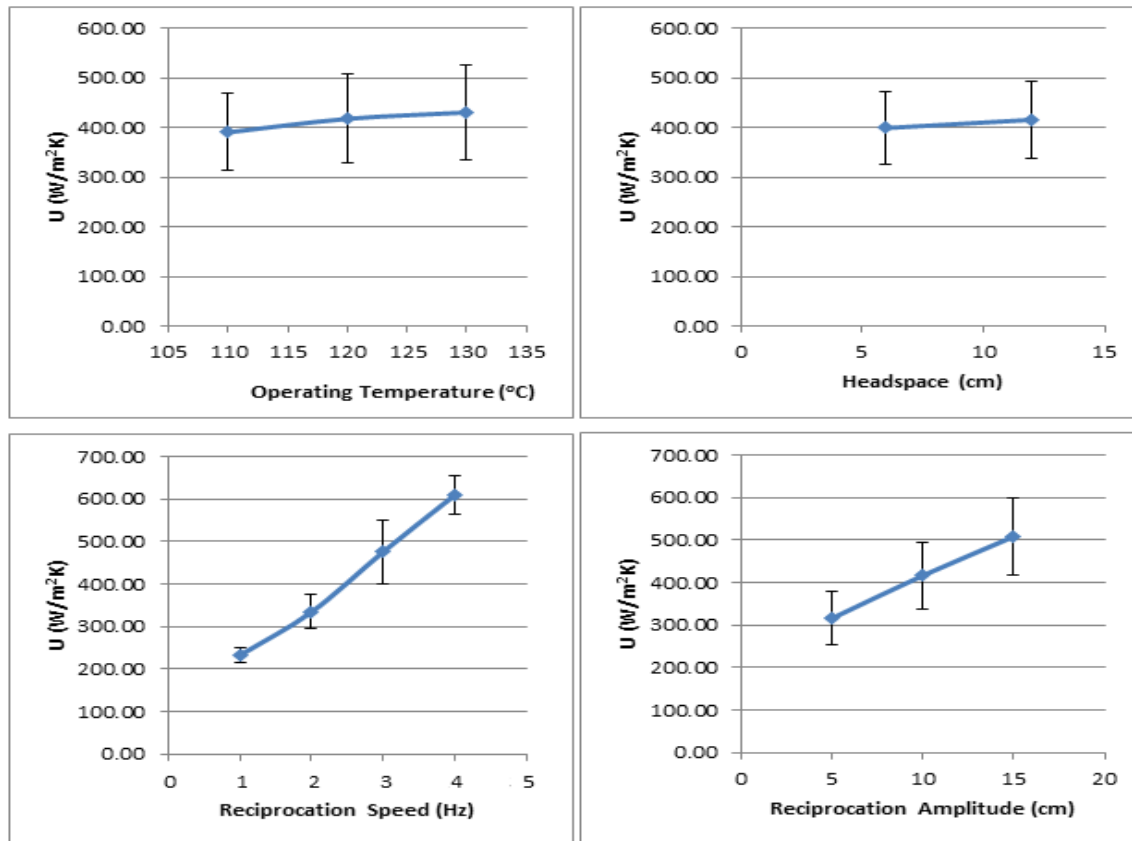 600.00
500.00
400.00
300.00
200.00
100.00
0.00
U (W/m²K)
105 110 115 120 125 130 135
Operating Temperature (°C)
600.00
500.00
400.00
300.00
200.00
100.00
0.00
U (W/m²K)
0 5 10 15
Headspace (cm)
700.00
600.00
500.00
400.00
300.00
200.00
100.00
0.00
U (W/m²K)
0 1 2 3 4 5
Reciprocation Speed (Hz)
700.00
600.00
500.00
400.00
300.00
200.00
100.00
0.00
U (W/m²K)
0 5 10 15 20
Reciprocation Amplitude (cm)